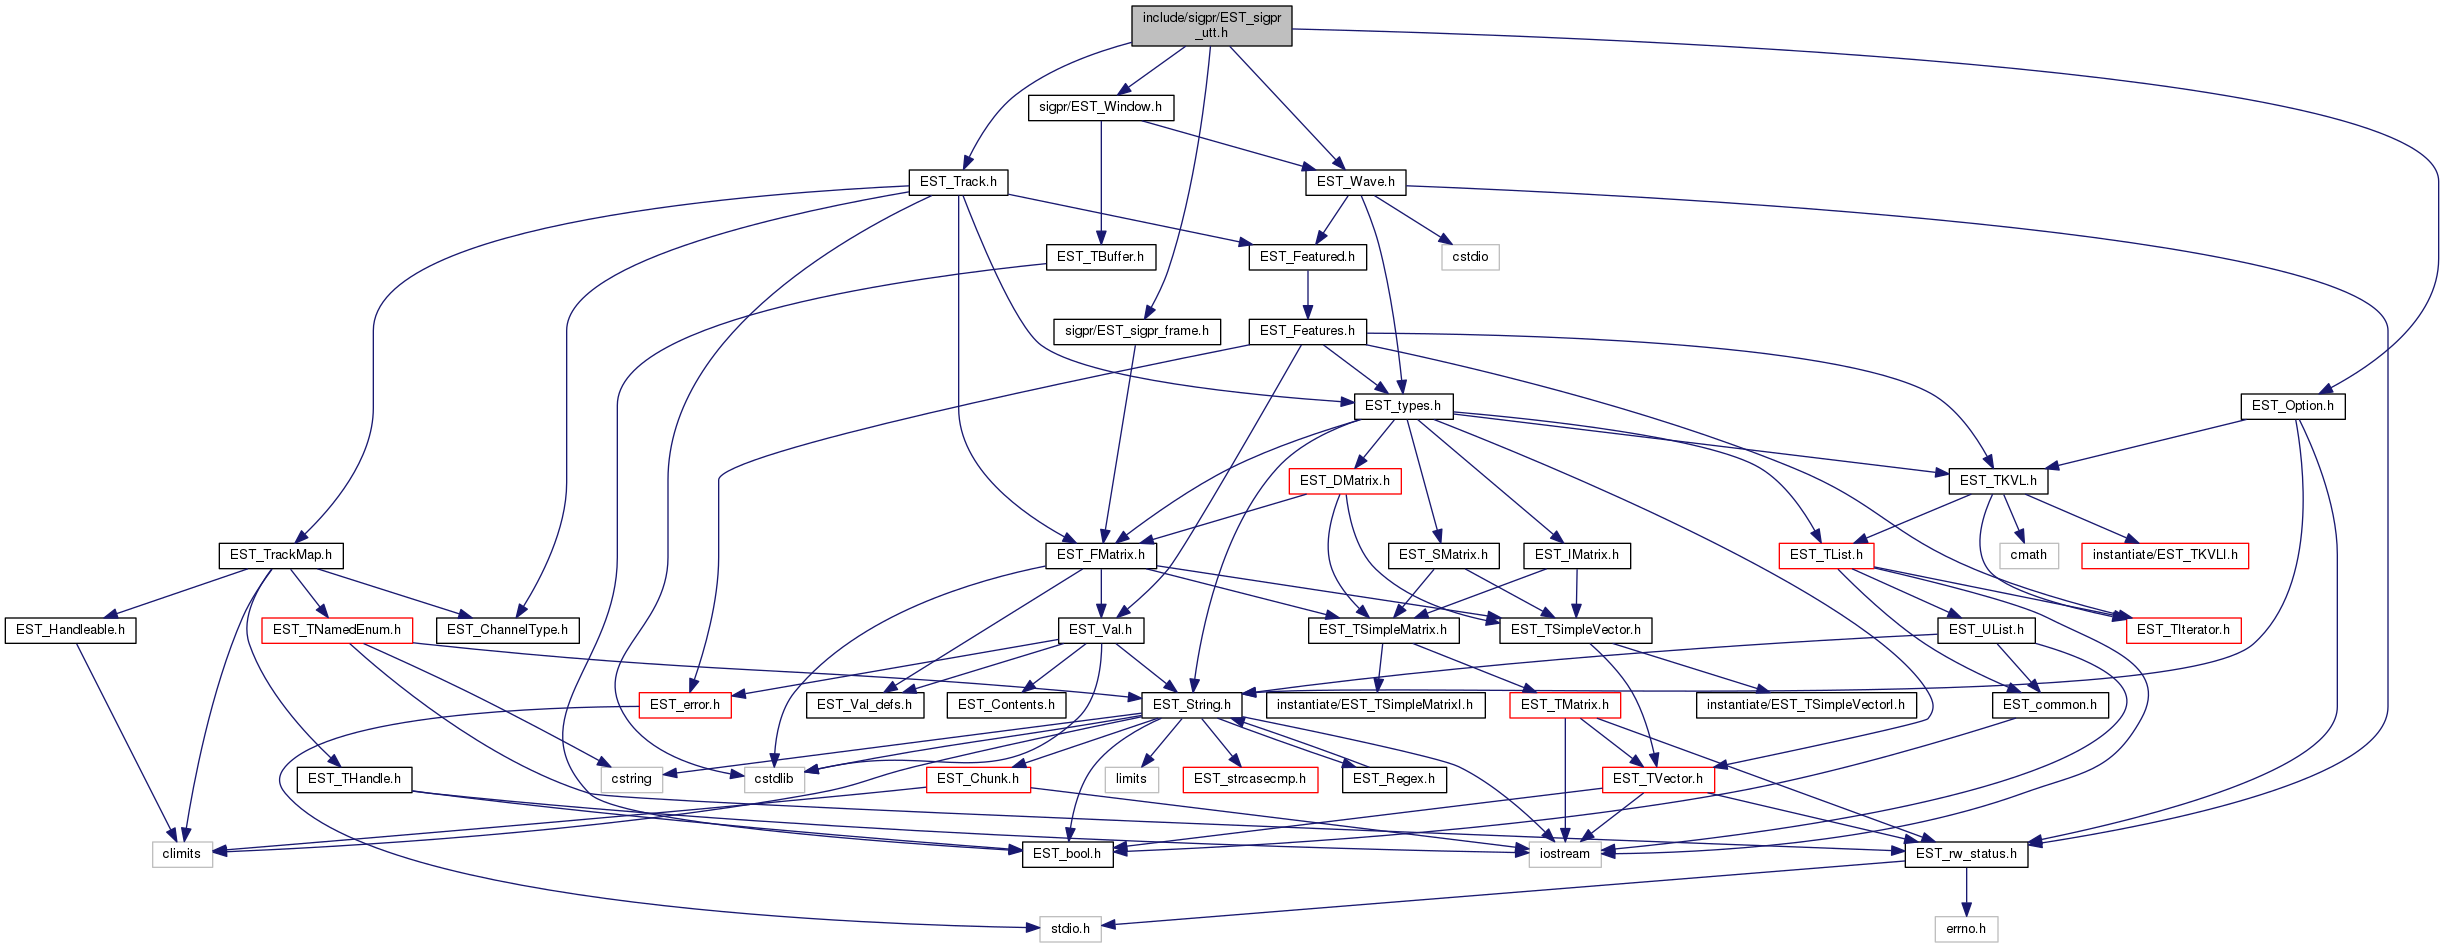 include/sigpr/EST_sigpr
_utt.h
sigpr/EST_Window.h
EST_Track.h
EST_Wave.h
EST_TBuffer.h
EST_Featured.h
cstdio
sigpr/EST_sigpr_frame.h
EST_Features.h
EST_types.h
EST_Option.h
EST_DMatrix.h
EST_TKVL.h
EST_TrackMap.h
EST_FMatrix.h
EST_SMatrix.h
EST_IMatrix.h
EST_TList.h
cmath
instantiate/EST_TKVLI.h
EST_Handleable.h
EST_TNamedEnum.h
EST_ChannelType.h
EST_Val.h
EST_TSimpleMatrix.h
EST_TSimpleVector.h
EST_UList.h
EST_TIterator.h
EST_error.h
EST_Val_defs.h
EST_Contents.h
EST_String.h
instantiate/EST_TSimpleMatrixI.h
EST_TMatrix.h
instantiate/EST_TSimpleVectorI.h
EST_common.h
EST_THandle.h
cstring
cstdlib
EST_Chunk.h
limits
EST_strcasecmp.h
EST_Regex.h
EST_TVector.h
climits
EST_bool.h
iostream
EST_rw_status.h
stdio.h
errno.h